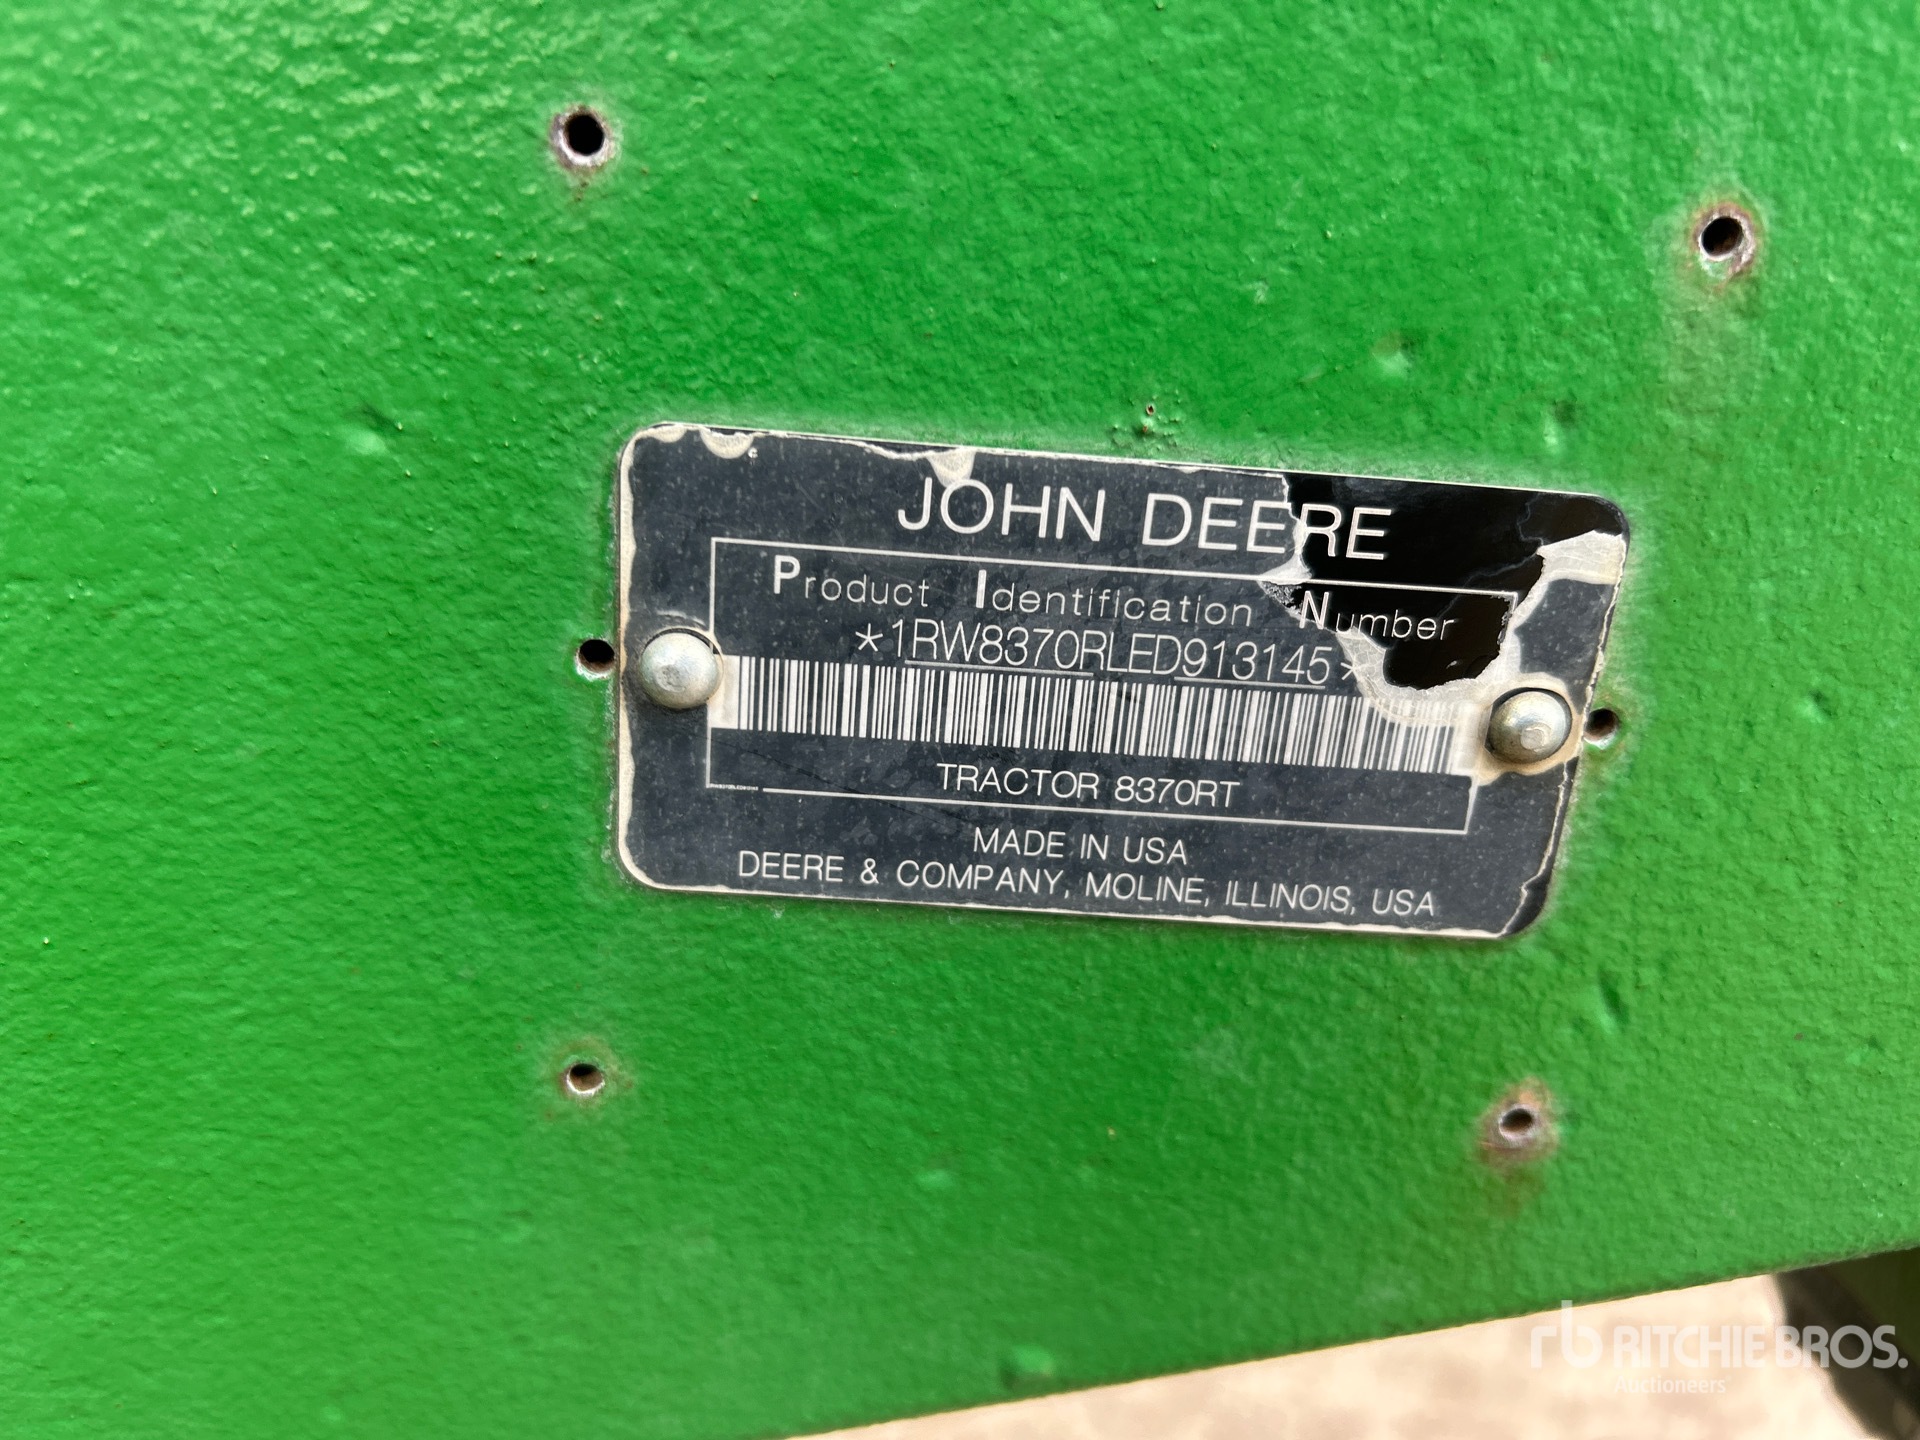 JOHN DEERE
Product Identification Number
*1RW8370RLED913145*
TRACTOR 8370RT
MADE IN USA
DEERE & COMPANY, MOLINE, ILLINOIS, USA
rb RITCHIE BROS.
Auctioneers